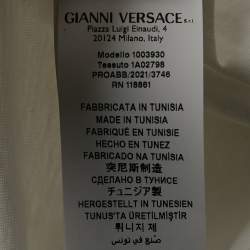 GIANNI VERSACE s.r.l.
Piazza Luigi Einaudi, 4
20124 Milano, Italy
Modello 1003930
Tessuto 1A02798
PROABB/2021/3746
RN 116861
FABBRICATA IN TUNISIA
MADE IN TUNISIA
FABRIQUÉ EN TUNISIE
HECHO EN TUNEZ
FABRICADO NA TUNÍSIA
突尼斯制造
СДЕЛАНО В ТУНИСЕ
チュニジア製
HERGESTELLT IN TUNESIEN
TUNUS'TA ÜRETİLMİŞTİR
튀니지 제
صنع في تونس